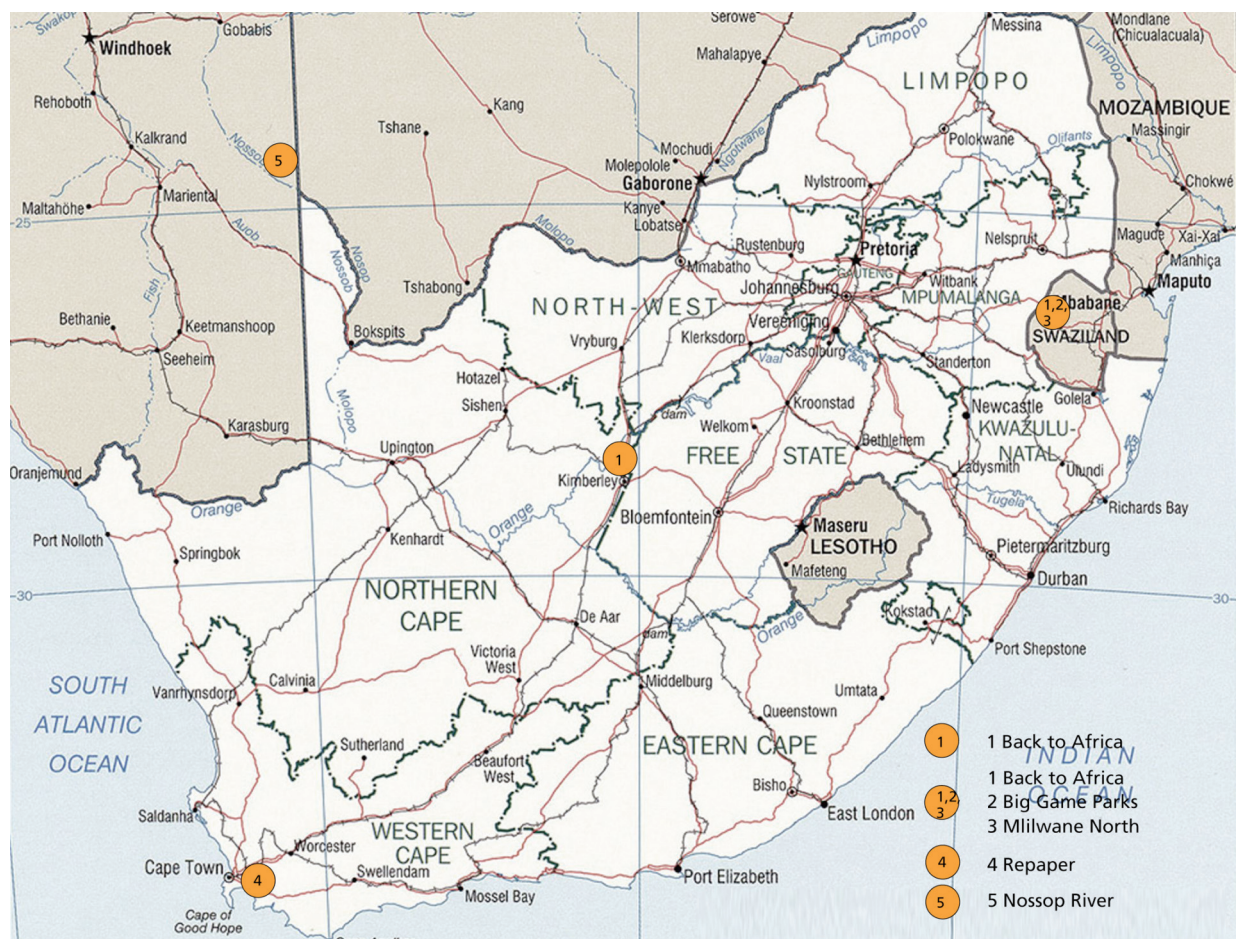 Swakop
Gobabis
Windhoek
Rehoboth
Kalkrand
Nossob
5
Mariental
Maltahöhe
25
Auob
Fish
Bethanie
Keetmanshoop
Seeheim
Karasburg
Oranjemund
Orange
Port Nolloth
Springbok
30
Serowe
Mahalapye
Limpopo
Messina
Mondlane
(Chicualacuala)
Limpopo
Kang
Tshane
LIMPOPO
MOZAMBIQUE
Massingir
Polokwane
Olifants
Mochudi
Ngotwane
Molepolole
Gaborone
Nylstroom
Chokwé
Kanye
Lobatse
Molopo
Nosop
Nossob
Tshabong
Rustenburg
Pretoria
Nelspruit
Magude
Xai-Xai
Manhiça
Maputo
Mmabatho
GAUTENG
Witbank
Johannesburg
MPUMALANGA
NORTH-WEST
Bokspits
Vryburg
Klerksdorp
Vereeniging
Sasolburg
Vaal
1,2,
3
Mbabane
SWAZILAND
Standerton
Hotazel
Sishen
Molopo
dam
Kroonstad
Welkom
Newcastle
Golela
KWAZULU-
NATAL
Upington
1
Kimberley
FREE STATE
Bethlehem
Ladysmith
Ulundi
Tugela
Richards Bay
Orange
Bloemfontein
Maseru
LESOTHO
Mafeteng
Kenhardt
Pietermaritzburg
Durban
30
NORTHERN
CAPE
De Aar
dam
Orange
Kokstad
Port Shepstone
Victoria
West
Middelburg
Umtata
Calvinia
Vanrhynsdorp
SOUTH
ATLANTIC
OCEAN
Sutherland
Beaufort
West
Queenstown
EASTERN CAPE
Bisho
East London
Saldanha
WESTERN
CAPE
Worcester
Cape Town
4
Swellendam
Mossel Bay
Port Elizabeth
Cape of
Good Hope
INDIAN
OCEAN
1 1 Back to Africa
1 Back to Africa
1,2, 2 Big Game Parks
3 3 Mlilwane North
4 4 Repaper
5 5 Nossop River